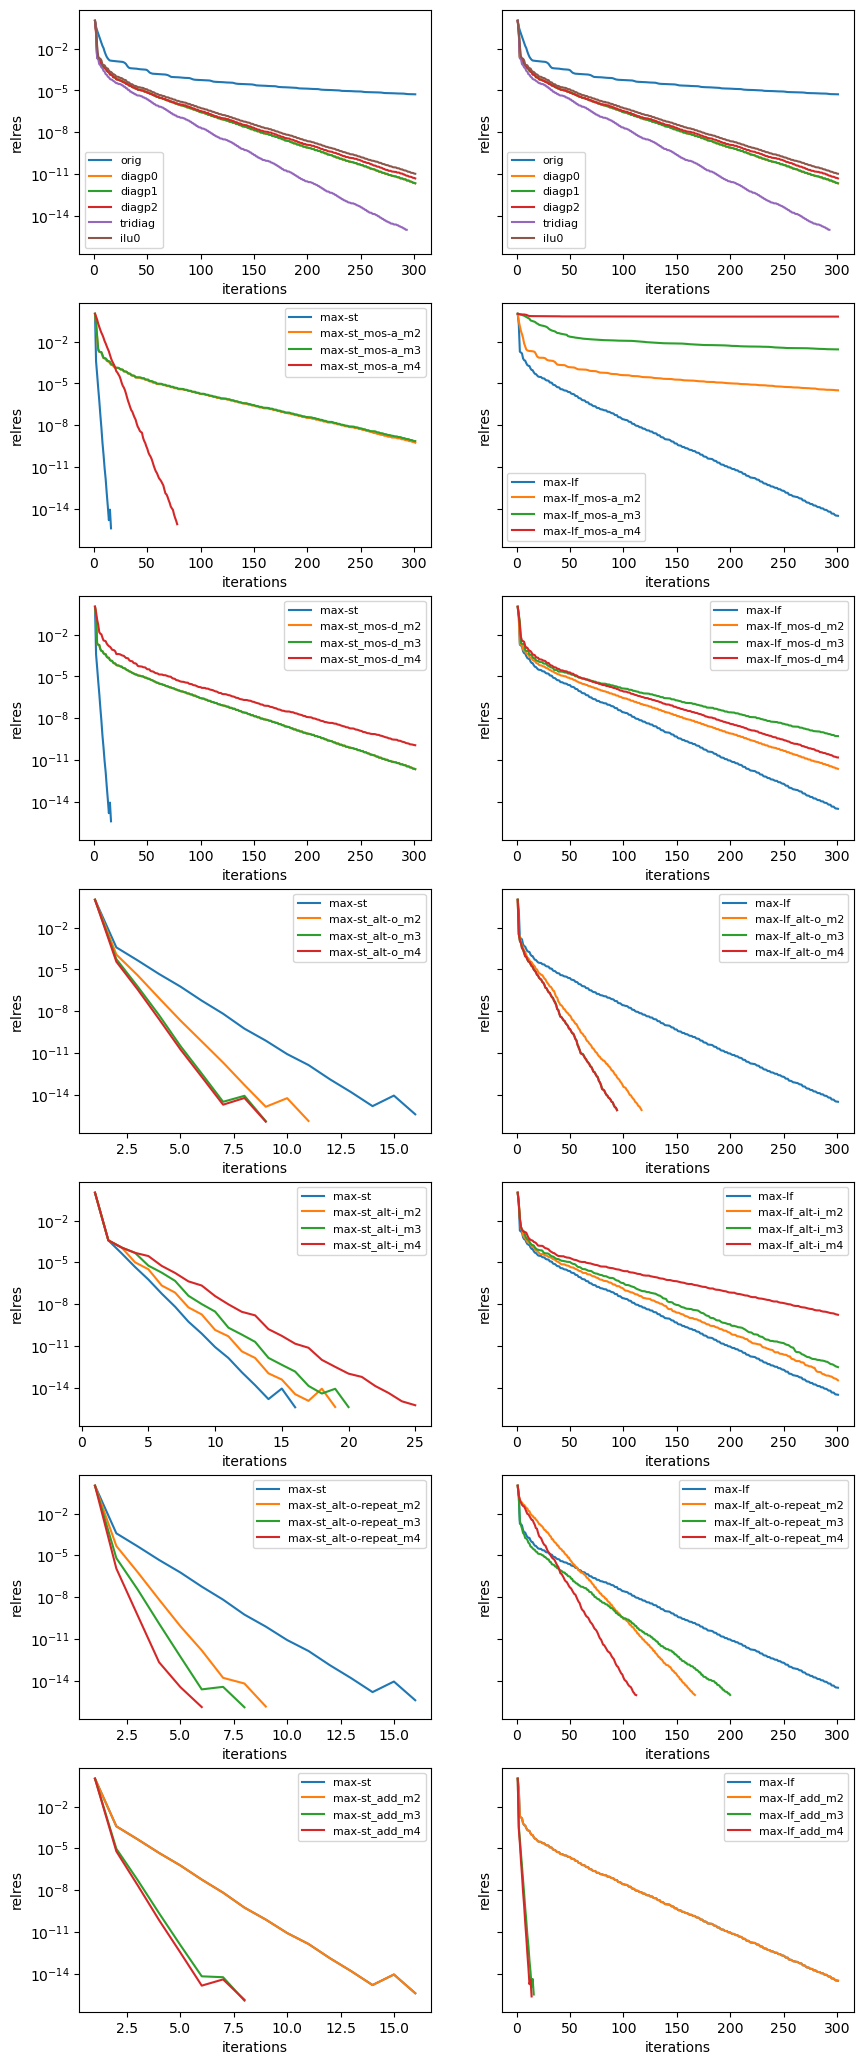 relres
10^-2
10^-5
10^-8
10^-11
10^-14
orig
diagp0
diagp1
diagp2
tridiag
ilu0
0 50 100 150 200 250 300
iterations
relres
orig
diagp0
diagp1
diagp2
tridiag
ilu0
0 50 100 150 200 250 300
iterations
relres
10^-2
10^-5
10^-8
10^-11
10^-14
max-st
max-st_mos-a_m2
max-st_mos-a_m3
max-st_mos-a_m4
0 50 100 150 200 250 300
iterations
relres
max-lf
max-lf_mos-a_m2
max-lf_mos-a_m3
max-lf_mos-a_m4
0 50 100 150 200 250 300
iterations
relres
10^-2
10^-5
10^-8
10^-11
10^-14
max-st
max-st_mos-d_m2
max-st_mos-d_m3
max-st_mos-d_m4
0 50 100 150 200 250 300
iterations
relres
max-lf
max-lf_mos-d_m2
max-lf_mos-d_m3
max-lf_mos-d_m4
0 50 100 150 200 250 300
iterations
relres
10^-2
10^-5
10^-8
10^-11
10^-14
max-st
max-st_alt-o_m2
max-st_alt-o_m3
max-st_alt-o_m4
2.5 5.0 7.5 10.0 12.5 15.0
iterations
relres
max-lf
max-lf_alt-o_m2
max-lf_alt-o_m3
max-lf_alt-o_m4
0 50 100 150 200 250 300
iterations
relres
10^-2
10^-5
10^-8
10^-11
10^-14
max-st
max-st_alt-i_m2
max-st_alt-i_m3
max-st_alt-i_m4
0 5 10 15 20 25
iterations
relres
max-lf
max-lf_alt-i_m2
max-lf_alt-i_m3
max-lf_alt-i_m4
0 50 100 150 200 250 300
iterations
relres
10^-2
10^-5
10^-8
10^-11
10^-14
max-st
max-st_alt-o-repeat_m2
max-st_alt-o-repeat_m3
max-st_alt-o-repeat_m4
2.5 5.0 7.5 10.0 12.5 15.0
iterations
relres
max-lf
max-lf_alt-o-repeat_m2
max-lf_alt-o-repeat_m3
max-lf_alt-o-repeat_m4
0 50 100 150 200 250 300
iterations
relres
10^-2
10^-5
10^-8
10^-11
10^-14
max-st
max-st_add_m2
max-st_add_m3
max-st_add_m4
2.5 5.0 7.5 10.0 12.5 15.0
iterations
relres
max-lf
max-lf_add_m2
max-lf_add_m3
max-lf_add_m4
0 50 100 150 200 250 300
iterations